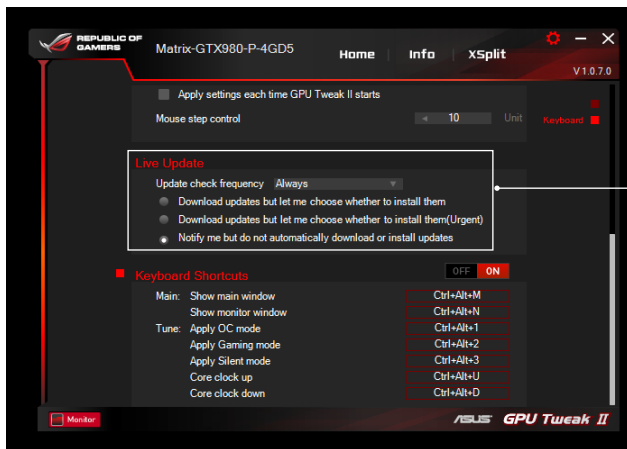 REPUBLIC OF
GAMERS
Matrix-GTX980-P-4GD5
Home
Info
XSplit
V1.0.7.0
Apply settings each time GPU Tweak II starts
Mouse step control
10
Unit
Keyboard
Live Update
Update check frequency Always
Download updates but let me choose whether to install them
Download updates but let me choose whether to install them(Urgent)
Notify me but do not automatically download or install updates
Keyboard Shortcuts
OFF ON
Main: Show main window Ctrl+Alt+M
Show monitor window Ctrl+Alt+N
Tune: Apply OC mode Ctrl+Alt+1
Apply Gaming mode Ctrl+Alt+2
Apply Silent mode Ctrl+Alt+3
Core clock up Ctrl+Alt+U
Core clock down Ctrl+Alt+D
Monitor
ASUS GPU Tweak II